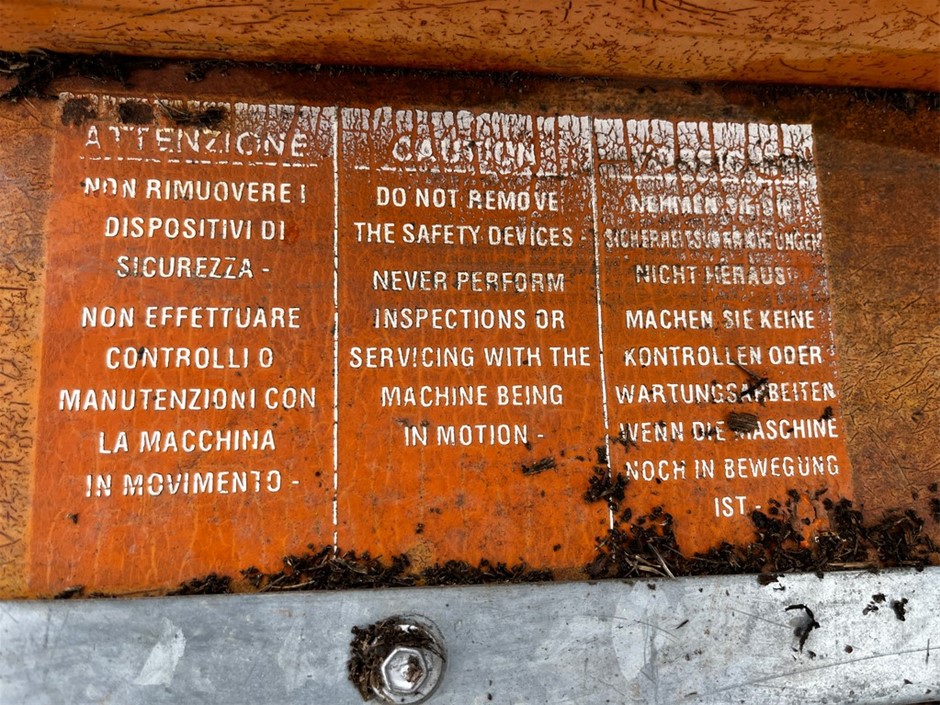 ATTENZIONE
NON RIMUOVERE I
DISPOSITIVI DI
SICUREZZA -
NON EFFETTUARE
CONTROLLI O
MANUTENZIONI CON
LA MACCHINA
IN MOVIMENTO -
CAUTION
DO NOT REMOVE
THE SAFETY DEVICES -
NEVER PERFORM
INSPECTIONS OR
SERVICING WITH THE
MACHINE BEING
IN MOTION -
NEHMEN SIE DIE
SICHERHEITSVORRICHTUNGEN
NICHT HERAUS
MACHEN SIE KEINE
KONTROLLEN ODER
WARTUNGSARBEITEN
WENN DIE MASCHINE
NOCH IN BEWEGUNG
IST -